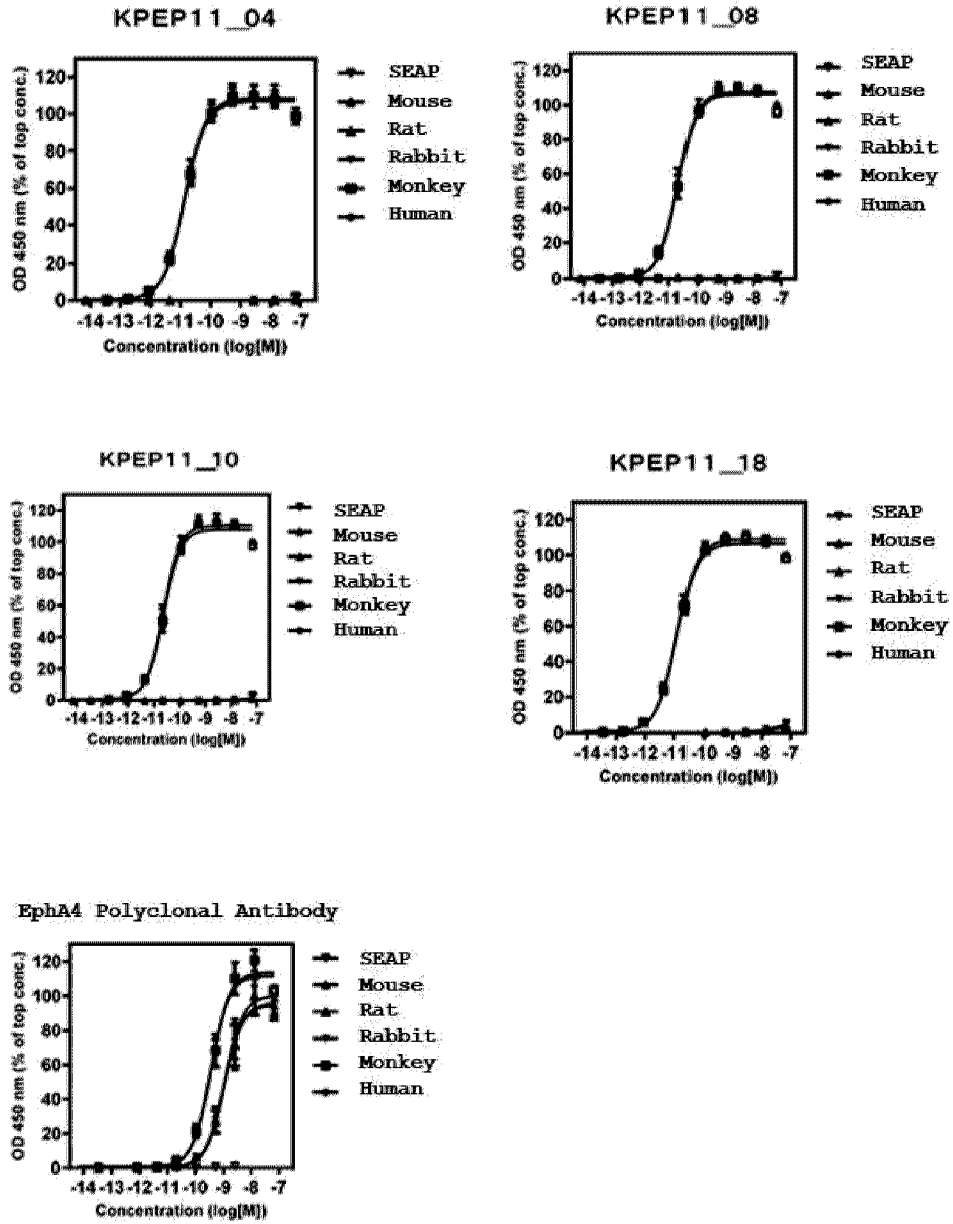 KPEP11_04
OD 450 nm (% of top conc.)
120
100
80
60
40
20
0
-14 -13 -12 -11 -10 -9 -8 -7
Concentration (log[M])
SEAP
Mouse
Rat
Rabbit
Monkey
Human
KPEP11_08
OD 450 nm (% of top conc.)
120
100
80
60
40
20
0
-14 -13 -12 -11 -10 -9 -8 -7
Concentration (log[M])
SEAP
Mouse
Rat
Rabbit
Monkey
Human
KPEP11_10
OD 450 nm (% of top conc.)
120
100
80
60
40
20
0
-14 -13 -12 -11 -10 -9 -8 -7
Concentration (log[M])
SEAP
Mouse
Rat
Rabbit
Monkey
Human
KPEP11_18
OD 450 nm (% of top conc.)
120
100
80
60
40
20
0
-14 -13 -12 -11 -10 -9 -8 -7
Concentration (log[M])
SEAP
Mouse
Rat
Rabbit
Monkey
Human
EphA4 Polyclonal Antibody
OD 450 nm (% of top conc.)
120
100
80
60
40
20
0
-14 -13 -12 -11 -10 -9 -8 -7
Concentration (log[M])
SEAP
Mouse
Rat
Rabbit
Monkey
Human